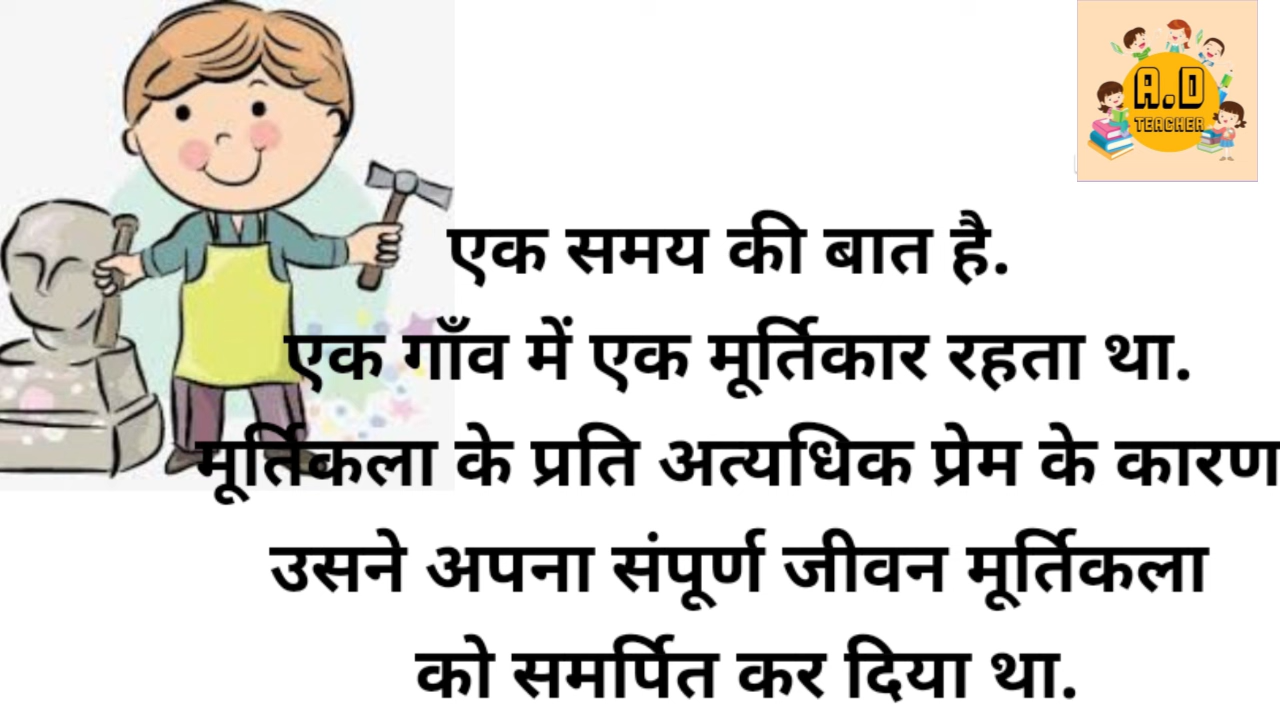 A.D
TEACHER
एक समय की बात है.
एक गाँव में एक मूर्तिकार रहता था.
मूर्तिकला के प्रति अत्यधिक प्रेम के कारण
उसने अपना संपूर्ण जीवन मूर्तिकला
को समर्पित कर दिया था.